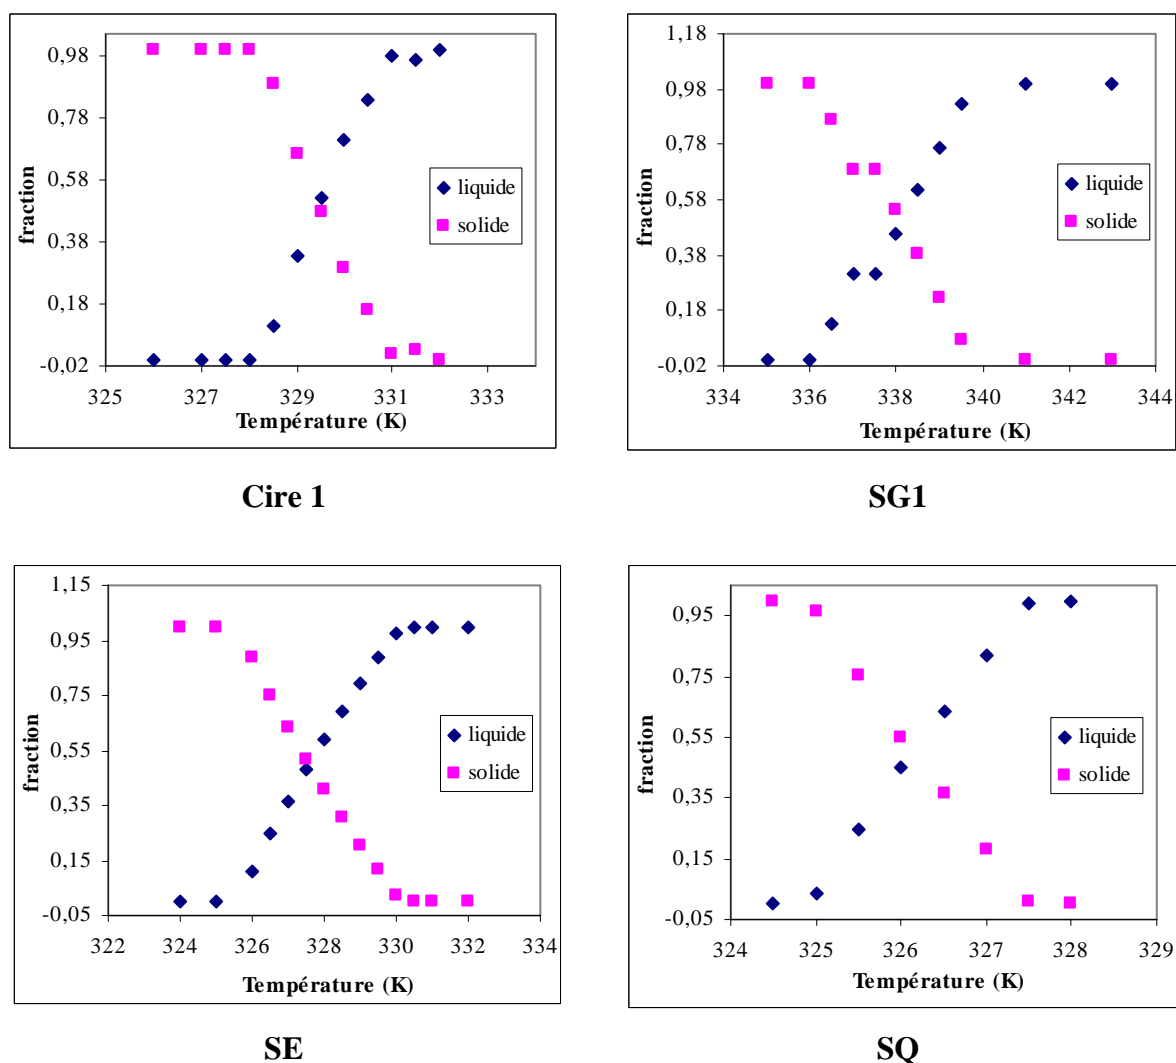 0,98
0,78
0,58
0,38
0,18
-0,02
fraction
325 327 329 331 333
Température (K)
liquide
solide
Cire 1
1,18
0,98
0,78
0,58
0,38
0,18
-0,02
fraction
334 336 338 340 342 344
Température (K)
liquide
solide
SG1
1,15
0,95
0,75
0,55
0,35
0,15
-0,05
fraction
322 324 326 328 330 332 334
Température (K)
liquide
solide
SE
0,95
0,75
0,55
0,35
0,15
-0,05
fraction
324 325 326 327 328 329
Température (K)
liquide
solide
SQ